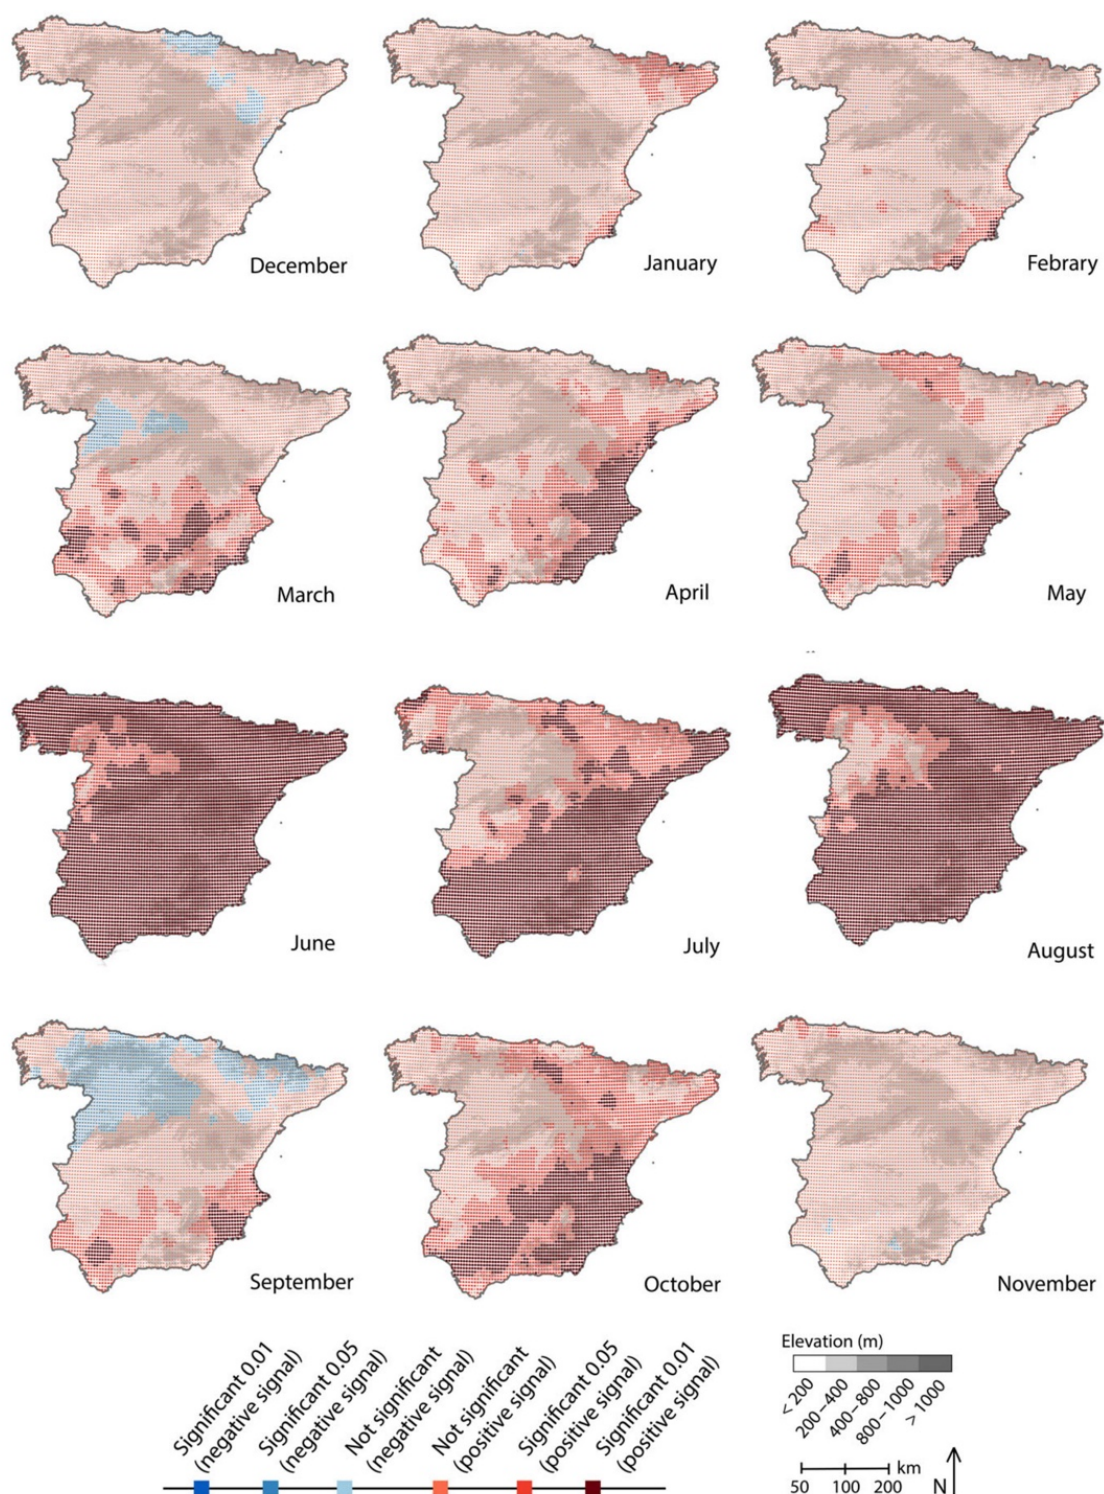 December
January
Febrary
March
April
May
June
July
August
September
October
November
Significant 0.01
(negative signal)
Significant 0.05
(negative signal)
Not significant
(negative signal)
Not significant
(positive signal)
Significant 0.05
(positive signal)
Significant 0.01
(positive signal)
Elevation (m)
< 200
200–400
400–800
800–1000
> 1000
km
50 100 200
N